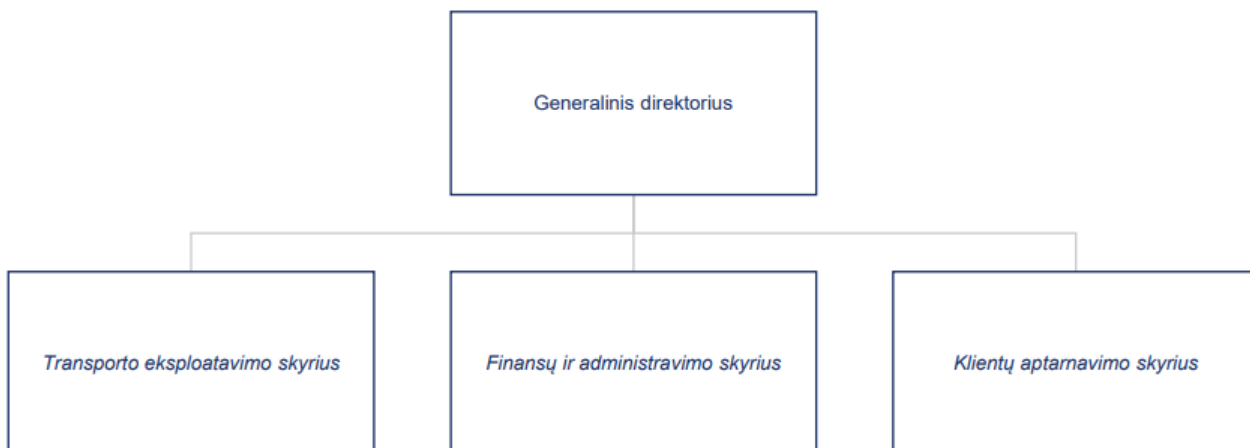 Generalinis direktorius
Transporto eksploatavimo skyrius
Finansų ir administravimo skyrius
Klientų aptarnavimo skyrius